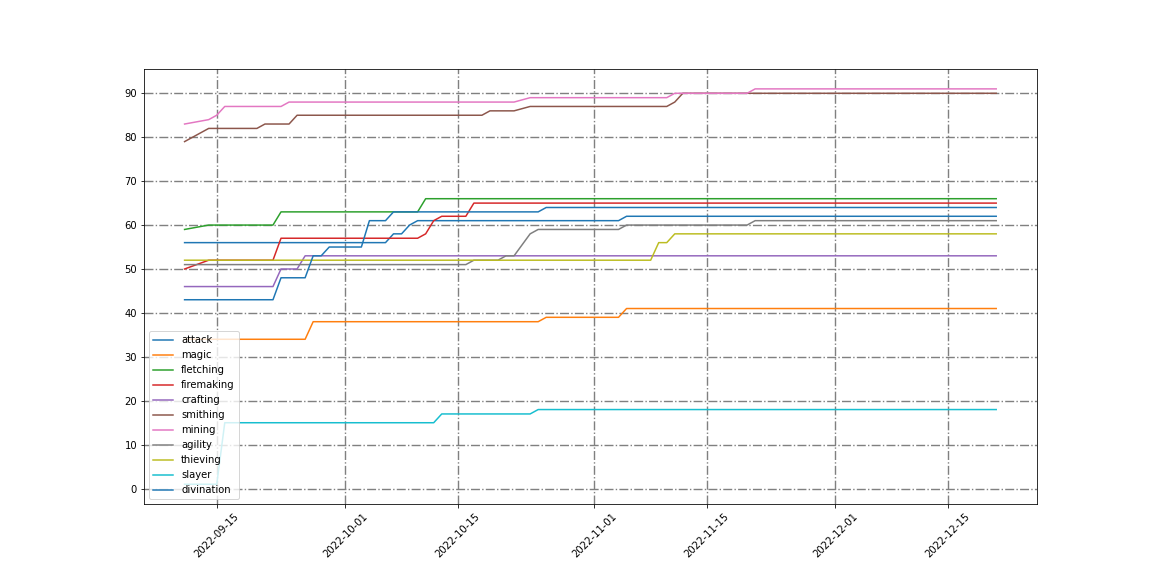 90
80
70
60
50
40
30
20
10
0
attack
magic
fletching
firemaking
crafting
smithing
mining
agility
thieving
slayer
divination
2022-09-15
2022-10-01
2022-10-15
2022-11-01
2022-11-15
2022-12-01
2022-12-15